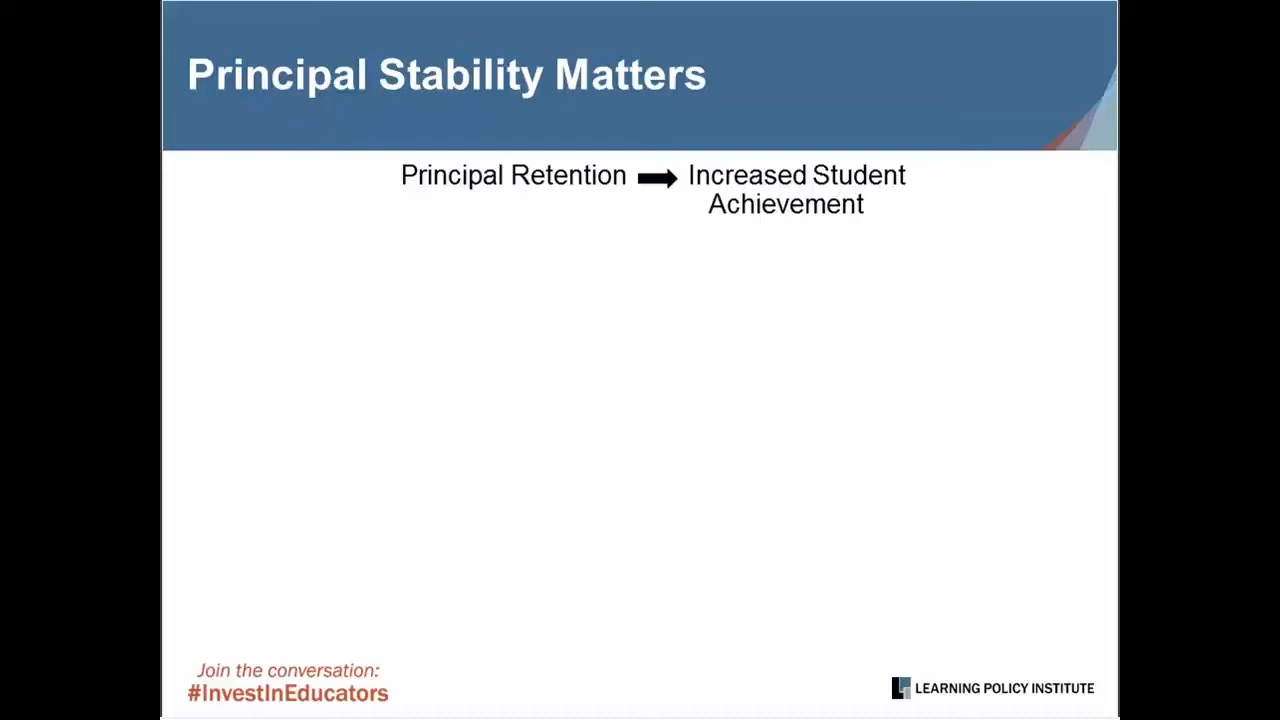 Principal Stability Matters
Principal Retention Increased Student
Achievement
Join the conversation:
#InvestInEducators
LEARNING POLICY INSTITUTE